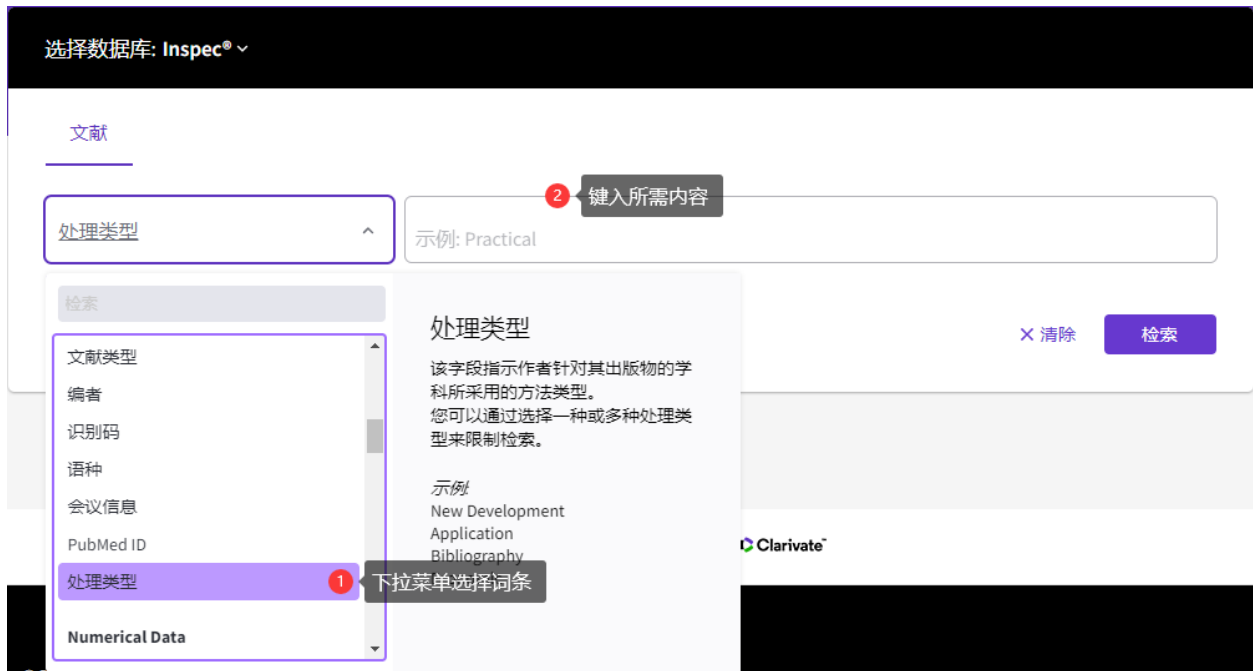 选择数据库: Inspec®
文献
2 键入所需内容
处理类型
示例: Practical
检索
文献类型
编者
识别码
语种
会议信息
PubMed ID
处理类型
1 下拉菜单选择词条
Numerical Data
处理类型
该字段指示作者针对其出版物的学
科所采用的方法类型。
您可以通过选择一种或多种处理类
型来限制检索。
示例:
New Development
Application
Bibliography
清除
检索
Clarivate™